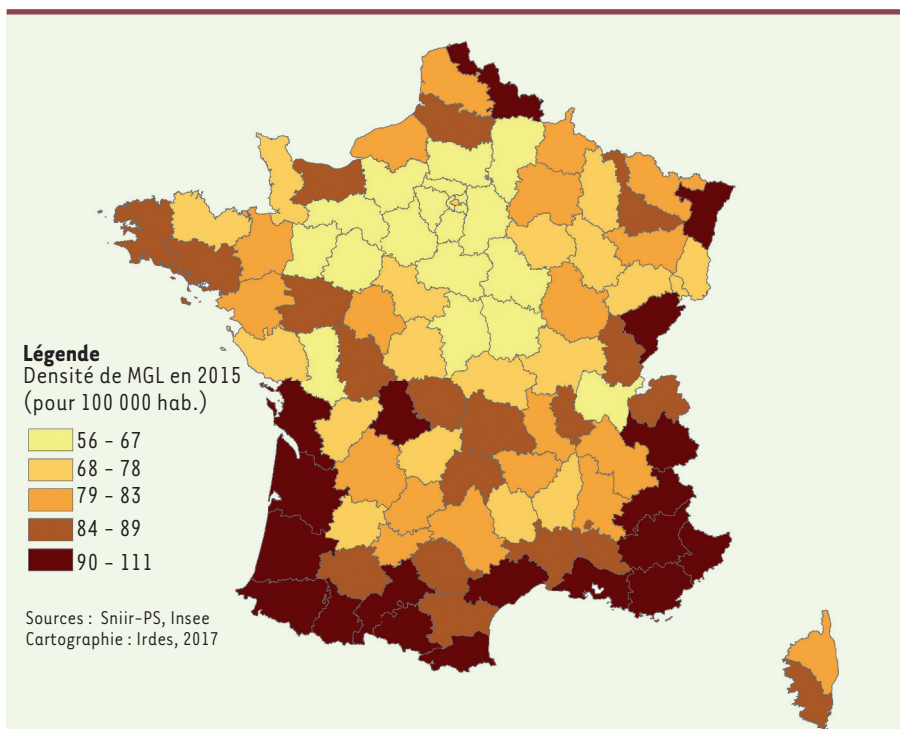 Légende
Densité de MGL en 2015
(pour 100 000 hab.)
56 – 67
68 – 78
79 – 83
84 – 89
90 – 111
Sources : Sniir-PS, Insee
Cartographie : Irdes, 2017